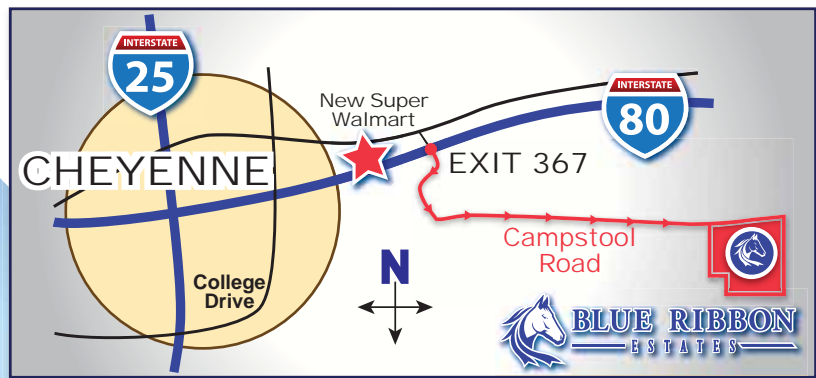 INTERSTATE
25
New Super
Walmart
INTERSTATE
80
CHEYENNE
EXIT 367
Campstool
Road
College
Drive
N
BLUE RIBBON
ESTATES